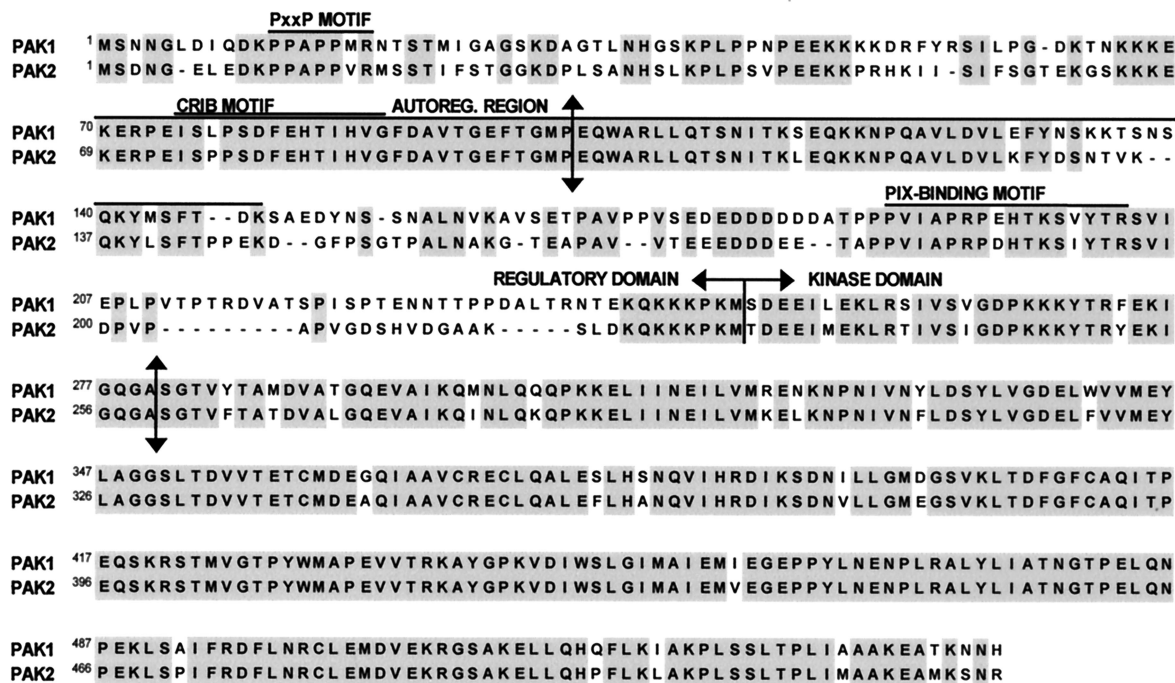 PxxP MOTIF
PAK1 1 MSNNGLDIQDKPPAPPMRNTSTMIGAGSKDAGTLNHGSKPLPPNPEEKKKKDRFYRSILPG-DKTNKKKE
PAK2 1 MSDNG-ELEDKPPAPPVRMSSTIFSTGGKDPLSANHSLKPLPSVPEEKKPRHKII-SIFSGTEKGSKKKE
CRIB MOTIF AUTOREG. REGION
PAK1 70 KERPEISLPSDFEHTIHVGFDAVTGEFTGMPEQWARLLQTSNITKSEQKKNPQAVLDVLEFYNSKKTSNS
PAK2 69 KERPEISPPSDFEHTIHVGFDAVTGEFTGMPEQWARLLQTSNITKLEQKKNPQAVLDVLKFYDSNTVK--
PIX-BINDING MOTIF
PAK1 140 QKYMSFT--DKSAEDYNS-SNALNVKAVSETPAVPPVSEDEDDDDDDATPPPVIAPRPEHTKSVYTRSVI
PAK2 137 QKYLSFTPPEKD--GFPSGTPALNAKG-TEAPAV--VTEEEDDDEE--TAPPVIAPRPDHTKSIYTRSVI
REGULATORY DOMAIN KINASE DOMAIN
PAK1 207 EPLPVTPTRDVATSPISPTENNTTPPDALTRNTEKQKKKPKMSDEEILEKLRSIVSVGDPKKKYTRFEKI
PAK2 200 DPVP---------APVGDSHVDGAAK-----SLDKQKKKPKMTDEEIMEKLRTIVSIGDPKKKYTRYEKI
PAK1 277 GQGASGTVYTAMDVATGQEVAIKQMNLQQQPKKELIINEILVMRENKNPNIVNYLDSYLVGDELWVVMEY
PAK2 256 GQGASGTVFTATDVALGQEVAIKQINLQKQPKKELIINEILVMKELKNPNIVNFLDSYLVGDELFVVMEY
PAK1 347 LAGGSLTDVVTETCMDEGQIAAVCRECLQALESLHSNQVIHRDIKSDNILLGMDGSVKLTDFGFCAQITP
PAK2 326 LAGGSLTDVVTETCMDEAQIAAVCRECLQALEFLHANQVIHRDIKSDNVLLGMEGSVKLTDFGFCAQITP
PAK1 417 EQSKRSTMVGTPYWMAPEVVTRKAYGPKVDIWSLGIMAIEMIEGEPPYLNENPLRALYLIATNGTPELQN
PAK2 396 EQSKRSTMVGTPYWMAPEVVTRKAYGPKVDIWSLGIMAIEMVEGEPPYLNENPLRALYLIATNGTPELQN
PAK1 487 PEKLSAIFRDFLNRCLEMDVEKRGSAKELLQHQFLKIAKPLSSLTPLIAAAKEATKNNH
PAK2 466 PEKLSPIFRDFLNRCLEMDVEKRGSAKELLQHPFLKLAKPLSSLTPLIMAAKEAMKSNR